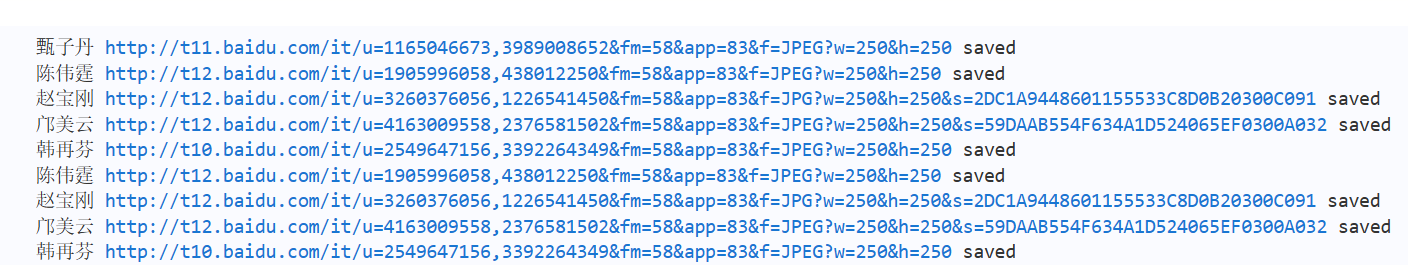 甄子丹 http://t11.baidu.com/it/u=1165046673,3989008652&fm=58&app=83&f=JPEG?w=250&h=250 saved
陈伟霆 http://t12.baidu.com/it/u=1905996058,438012250&fm=58&app=83&f=JPEG?w=250&h=250 saved
赵宝刚 http://t12.baidu.com/it/u=3260376056,1226541450&fm=58&app=83&f=JPG?w=250&h=250&s=2DC1A9448601155533C8D0B20300C091 saved
邝美云 http://t12.baidu.com/it/u=4163009558,2376581502&fm=58&app=83&f=JPEG?w=250&h=250&s=59DAAB554F634A1D524065EF0300A032 saved
韩再芬 http://t10.baidu.com/it/u=2549647156,3392264349&fm=58&app=83&f=JPEG?w=250&h=250 saved
陈伟霆 http://t12.baidu.com/it/u=1905996058,438012250&fm=58&app=83&f=JPEG?w=250&h=250 saved
赵宝刚 http://t12.baidu.com/it/u=3260376056,1226541450&fm=58&app=83&f=JPG?w=250&h=250&s=2DC1A9448601155533C8D0B20300C091 saved
邝美云 http://t12.baidu.com/it/u=4163009558,2376581502&fm=58&app=83&f=JPEG?w=250&h=250&s=59DAAB554F634A1D524065EF0300A032 saved
韩再芬 http://t10.baidu.com/it/u=2549647156,3392264349&fm=58&app=83&f=JPEG?w=250&h=250 saved